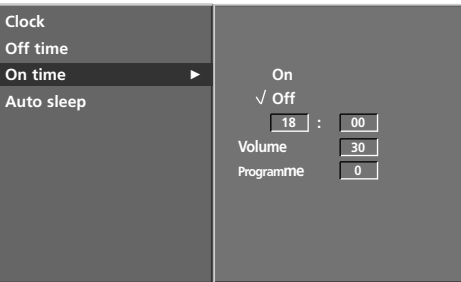 Clock
Off time
On time ►
Auto sleep
On
√ Off
18 : 00
Volume 30
Programme 0